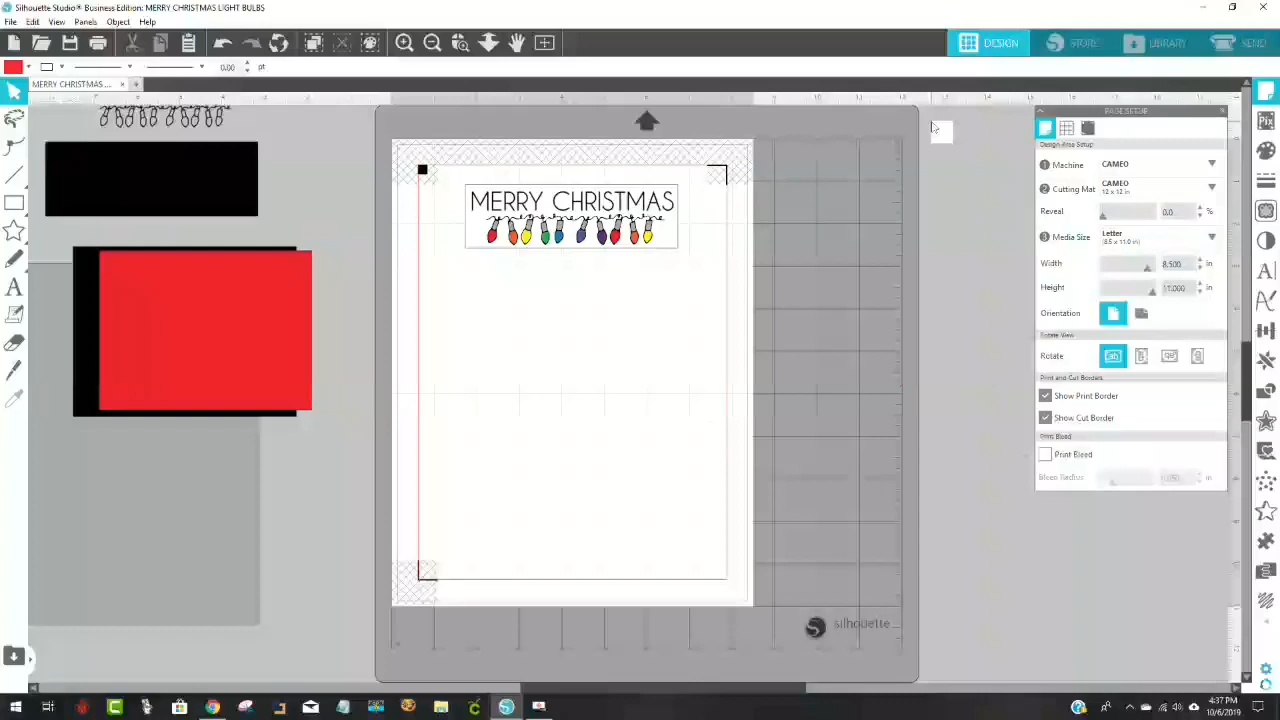 Silhouette Studio® Business Edition: MERRY CHRISTMAS LIGHT BULBS
File Edit View Panels Object Help
DESIGN STORE LIBRARY SEND
0.00 pt
MERRY CHRISTMAS ...
PAGE SETUP
Design Area Setup
1 Machine CAMEO
2 Cutting Mat CAMEO
12 x 12 in
Reveal 0.0 %
3 Media Size Letter
(8.5 x 11.0 in)
Width 8.500 in
Height 11.000 in
Orientation
Rotate View
Rotate
Print and Cut Borders
Show Print Border
Show Cut Border
Print Bleed
Print Bleed
Bleed Radius in
MERRY CHRISTMAS
silhouette
4:37 PM
10/6/2019